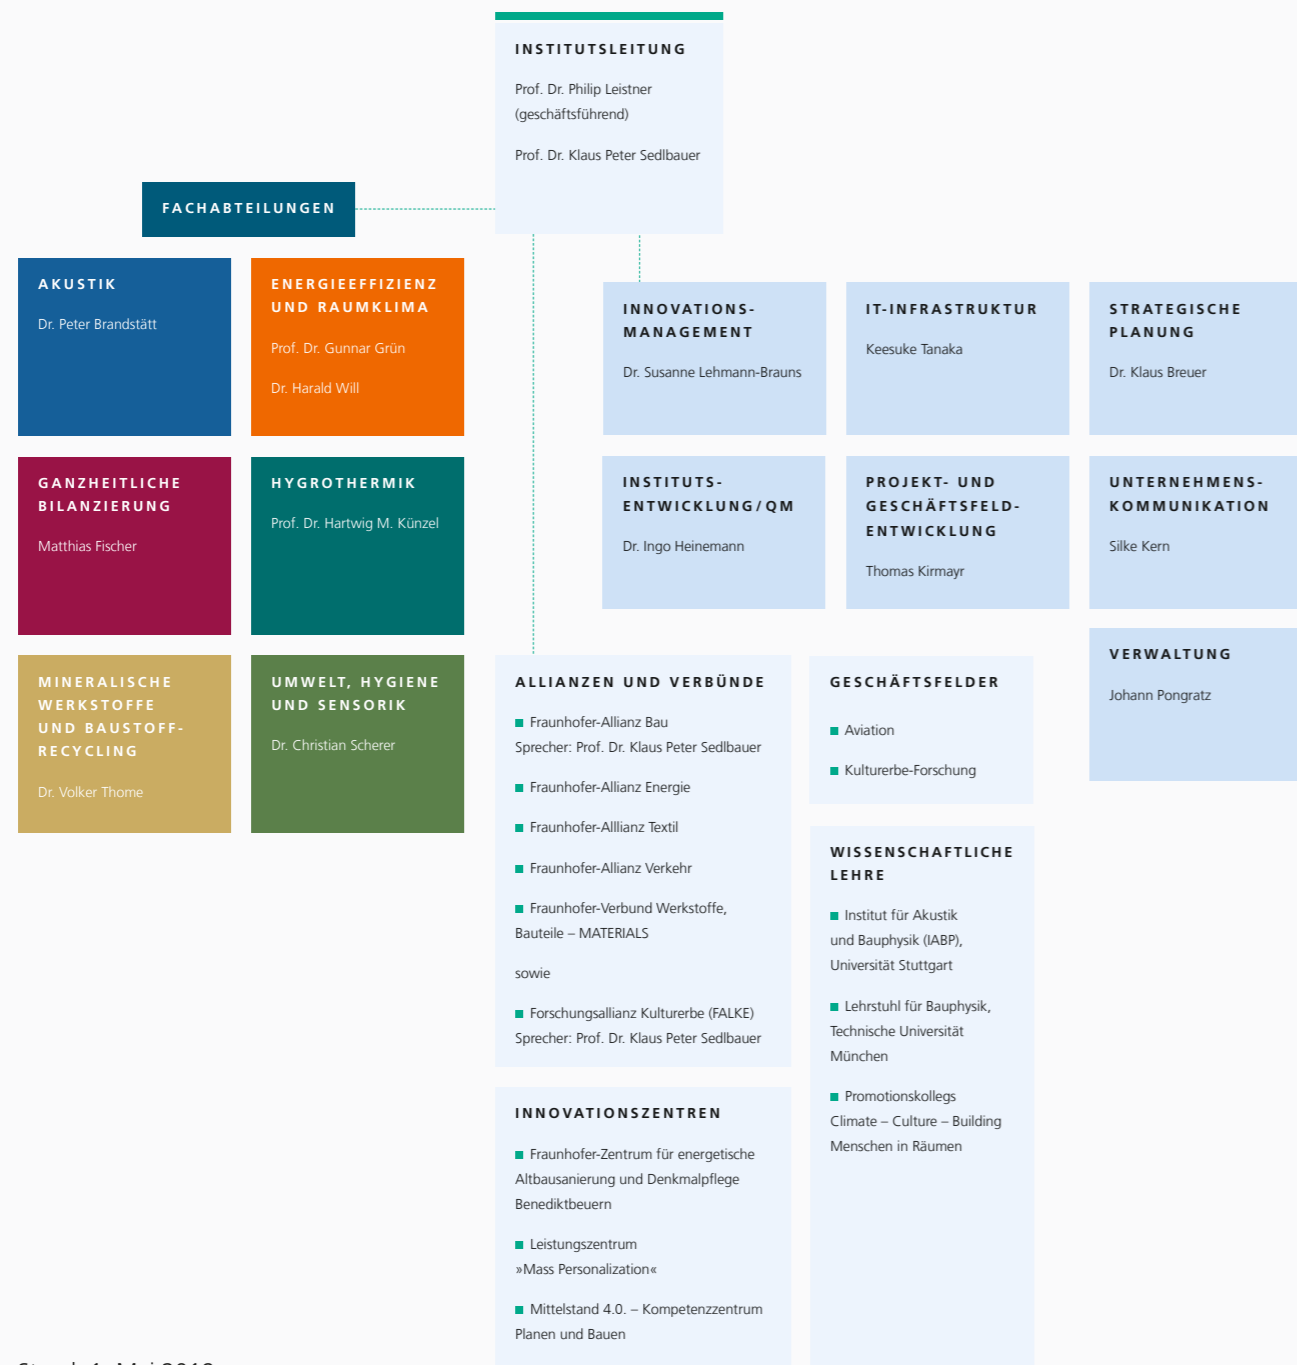 INSTITUTSLEITUNG
Prof. Dr. Philip Leistner
(geschäftsführend)
Prof. Dr. Klaus Peter Sedlbauer
FACHABTEILUNGEN
AKUSTIK
Dr. Peter Brandstätt
ENERGIEEFFIZIENZ
UND RAUMKLIMA
Prof. Dr. Gunnar Grün
Dr. Harald Will
GANZHEITLICHE
BILANZIERUNG
Matthias Fischer
HYGROTHERMIK
Prof. Dr. Hartwig M. Künzel
MINERALISCHE
WERKSTOFFE
UND BAUSTOFF-
RECYCLING
Dr. Volker Thome
UMWELT, HYGIENE
UND SENSORIK
Dr. Christian Scherer
INNOVATIONS-
MANAGEMENT
Dr. Susanne Lehmann-Brauns
IT-INFRASTRUKTUR
Keesuke Tanaka
STRATEGISCHE
PLANUNG
Dr. Klaus Breuer
INSTITUTS-
ENTWICKLUNG/QM
Dr. Ingo Heinemann
PROJEKT- UND
GESCHÄFTSFELD-
ENTWICKLUNG
Thomas Kirmayr
UNTERNEHMENS-
KOMMUNIKATION
Silke Kern
VERWALTUNG
Johann Pongratz
ALLIANZEN UND VERBÜNDE
■ Fraunhofer-Allianz Bau
Sprecher: Prof. Dr. Klaus Peter Sedlbauer
■ Fraunhofer-Allianz Energie
■ Fraunhofer-Alllianz Textil
■ Fraunhofer-Allianz Verkehr
■ Fraunhofer-Verbund Werkstoffe,
Bauteile – MATERIALS
sowie
■ Forschungsallianz Kulturerbe (FALKE)
Sprecher: Prof. Dr. Klaus Peter Sedlbauer
GESCHÄFTSFELDER
■ Aviation
■ Kulturerbe-Forschung
WISSENSCHAFTLICHE
LEHRE
■ Institut für Akustik
und Bauphysik (IABP),
Universität Stuttgart
■ Lehrstuhl für Bauphysik,
Technische Universität
München
■ Promotionskollegs
Climate – Culture – Building
Menschen in Räumen
INNOVATIONSZENTREN
■ Fraunhofer-Zentrum für energetische
Altbausanierung und Denkmalpflege
Benediktbeuern
■ Leistungszentrum
»Mass Personalization«
■ Mittelstand 4.0. – Kompetenzzentrum
Planen und Bauen